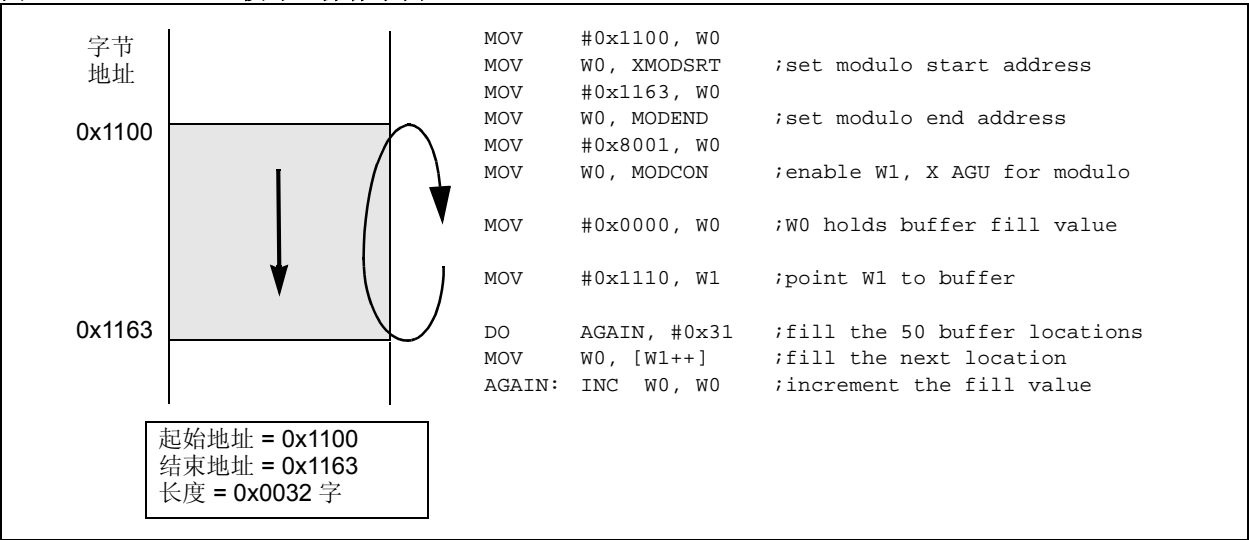 字节
地址
0x1100
0x1163
MOV #0x1100, W0
MOV W0, XMODSRT ;set modulo start address
MOV #0x1163, W0
MOV W0, MODEND ;set modulo end address
MOV #0x8001, W0
MOV W0, MODCON ;enable W1, X AGU for modulo
MOV #0x0000, W0 ;W0 holds buffer fill value
MOV #0x1110, W1 ;point W1 to buffer
DO AGAIN, #0x31 ;fill the 50 buffer locations
MOV W0, [W1++] ;fill the next location
AGAIN: INC W0, W0 ;increment the fill value
起始地址 = 0x1100
结束地址 = 0x1163
长度 = 0x0032 字